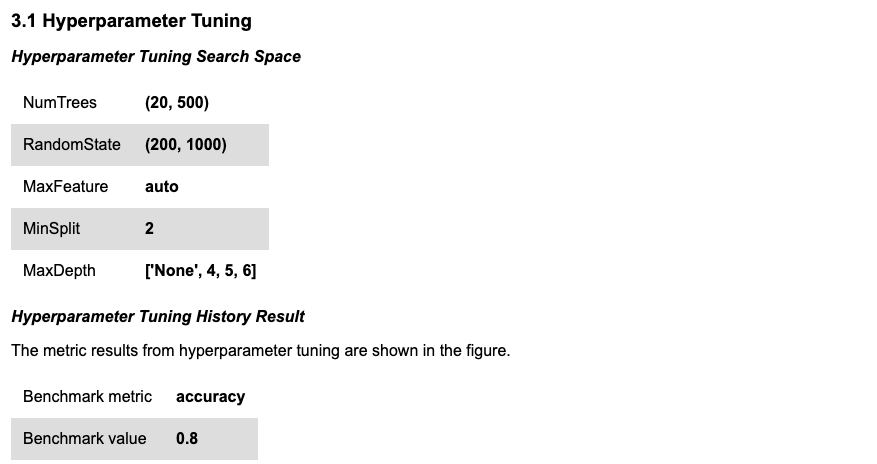 3.1 Hyperparameter Tuning
Hyperparameter Tuning Search Space
NumTrees (20, 500)
RandomState (200, 1000)
MaxFeature auto
MinSplit 2
MaxDepth ['None', 4, 5, 6]
Hyperparameter Tuning History Result
The metric results from hyperparameter tuning are shown in the figure.
Benchmark metric accuracy
Benchmark value 0.8